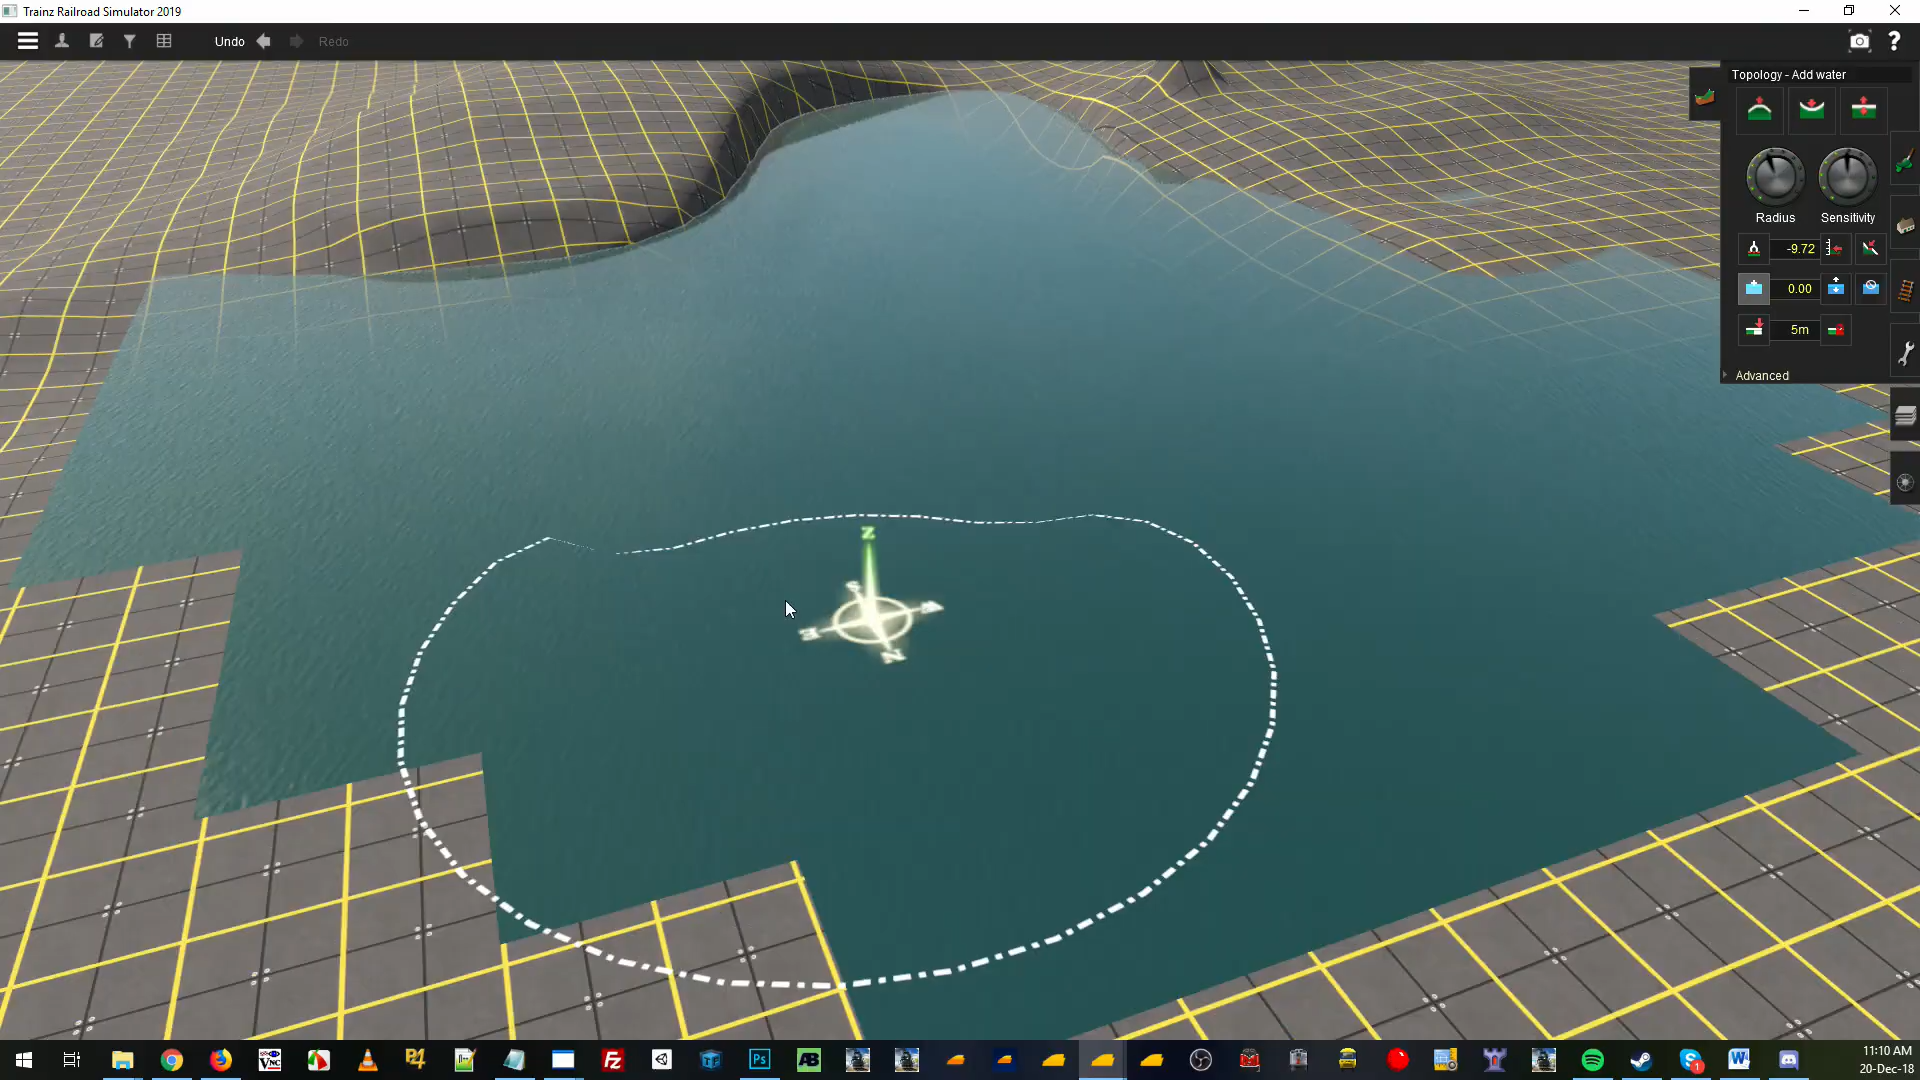 Trainz Railroad Simulator 2019
Undo
Redo
?
Topology - Add water
Radius
Sensitivity
-9.72
0.00
5m
Advanced
N
N
11:10 AM
20-Dec-18